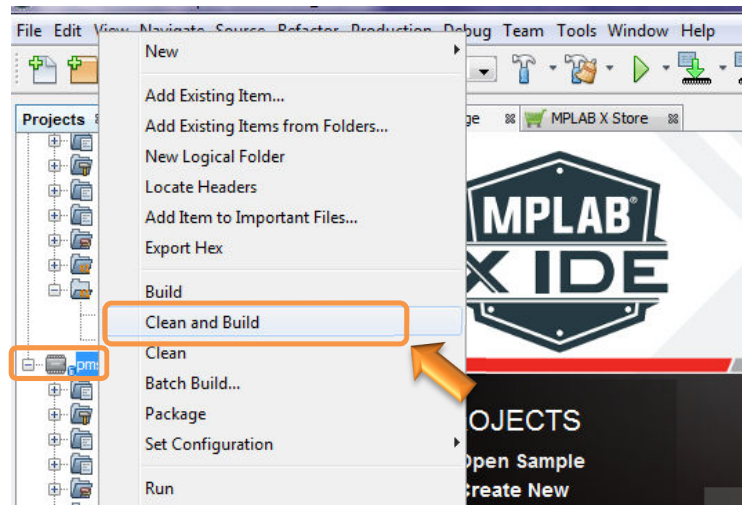 File Edit View Navigate Source Refactor Production Debug Team Tools Window Help
New
Add Existing Item...
Add Existing Items from Folders...
New Logical Folder
Locate Headers
Add Item to Important Files...
Export Hex
Build
Clean and Build
Clean
Batch Build...
Package
Set Configuration
Run
Projects
pms
MPLAB X Store
MPLAB®
X IDE
OJECTS
Open Sample
Create New